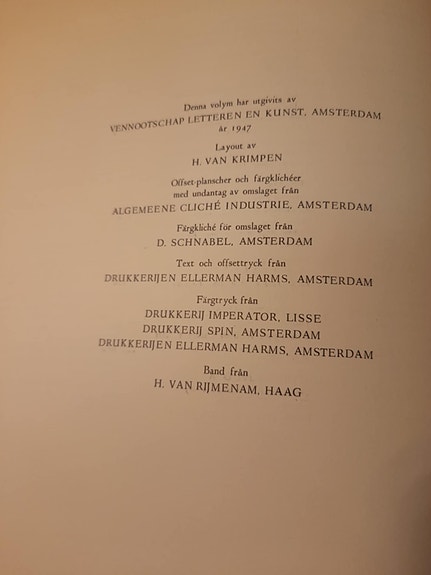 Denna volym har utgivits av
VENNOOTSCHAP LETTEREN EN KUNST, AMSTERDAM
år 1947
Layout av
H. VAN KRIMPEN
Offset-planscher och färgklichéer
med undantag av omslaget från
ALGEMEENE CLICHÉ INDUSTRIE, AMSTERDAM
Färgkliché för omslaget från
D. SCHNABEL, AMSTERDAM
Text och offsettryck från
DRUKKERIJEN ELLERMAN HARMS, AMSTERDAM
Färgtryck från
DRUKKERIJ IMPERATOR, LISSE
DRUKKERIJ SPIN, AMSTERDAM
DRUKKERIJEN ELLERMAN HARMS, AMSTERDAM
Band från
H. VAN RIJMENAM, HAAG